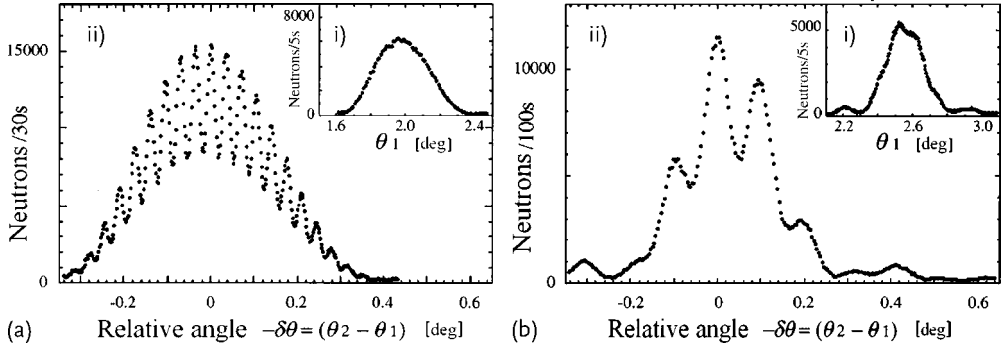 ii)
15000
Neutrons/30s
0
-0.2 0 0.2 0.4 0.6
(a) Relative angle -δθ=(θ2 - θ1) [deg]
i)
8000
Neutrons/5s
0
1.6 2.0 2.4
θ1 [deg]
ii)
10000
Neutrons/100s
0
-0.2 0 0.2 0.4 0.6
(b) Relative angle -δθ=(θ2 - θ1) [deg]
i)
5000
Neutrons/5s
0
2.2 2.6 3.0
θ1 [deg]